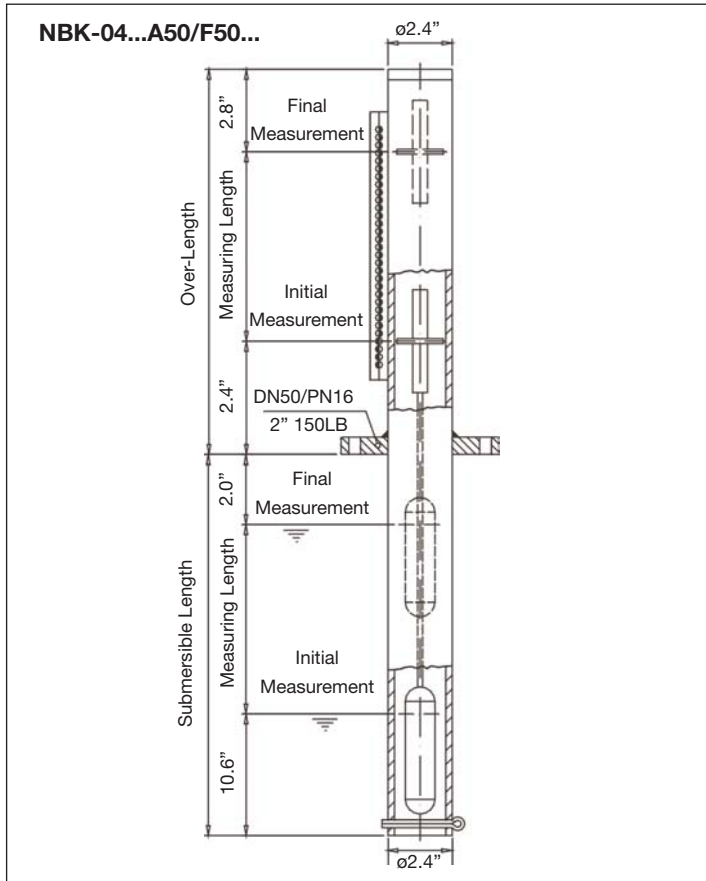 NBK-04...A50/F50...
ø2.4”
2.8”
Final
Measurement
Over-Length
Measuring Length
Initial
Measurement
2.4”
DN50/PN16
2” 150LB
2.0”
Final
Measurement
Submersible Length
Measuring Length
Initial
Measurement
10.6”
ø2.4”